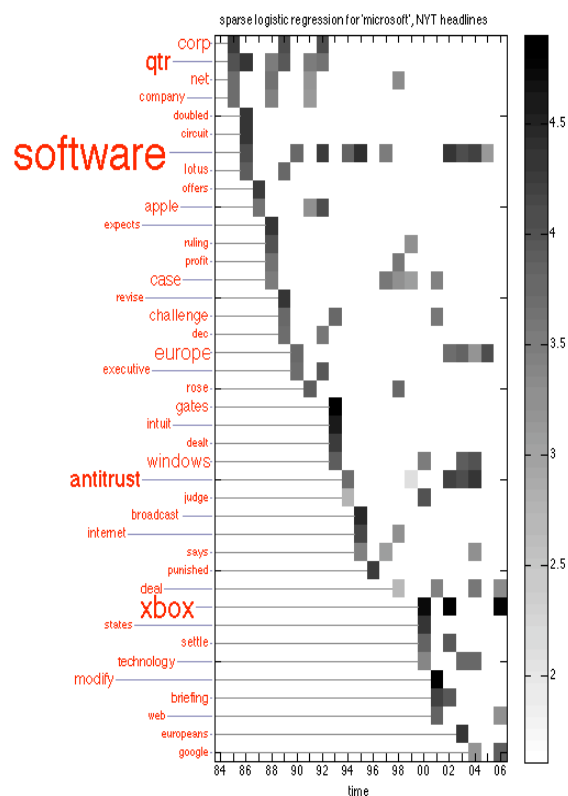 sparse logistic regression for 'microsoft', NYT headlines
corp
qtr
net
company
doubled
circuit
software
lotus
offers
apple
expects
ruling
profit
case
revise
challenge
dec
europe
executive
rose
gates
intuit
dealt
windows
antitrust
judge
broadcast
internet
says
punished
deal
xbox
states
settle
technology
modify
briefing
web
europeans
google
84 86 88 90 92 94 96 98 00 02 04 06
time
4.5
4
3.5
3
2.5
2